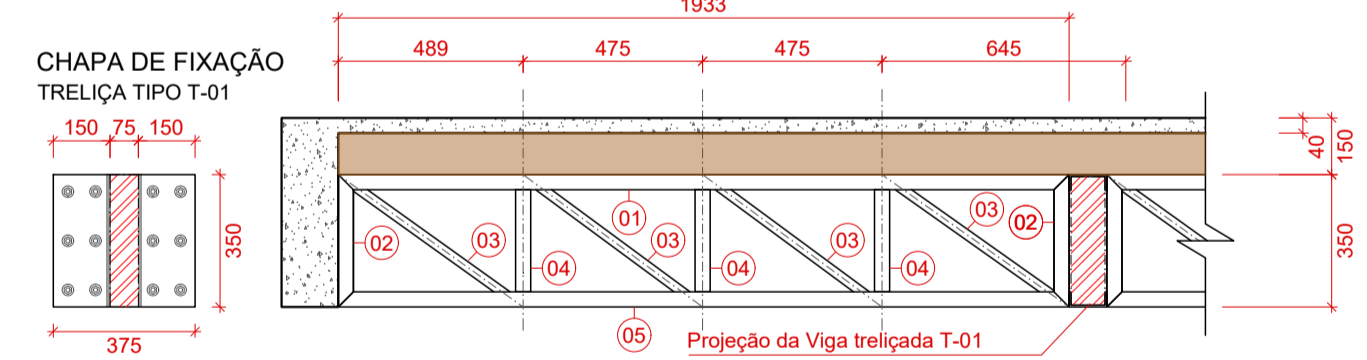 1933
489 475 475 645
CHAPA DE FIXAÇÃO
TRELIÇA TIPO T-01
150 75 150
350
375
40
150
350
01
02 03 03 03 03 02
04 04 04
05
Projeção da Viga treliçada T-01